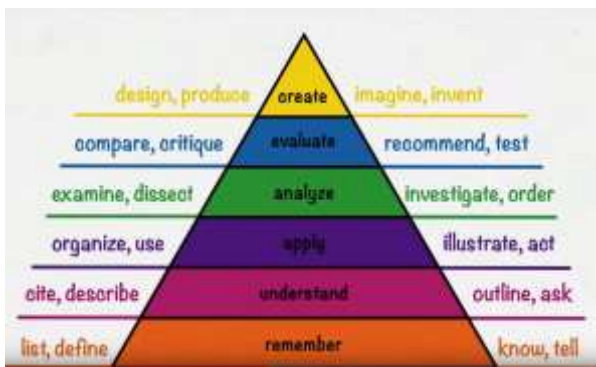 design, produce create imagine, invent
compare, critique evaluate recommend, test
examine, dissect analyze investigate, order
organize, use apply illustrate, act
cite, describe understand outline, ask
list, define remember know, tell